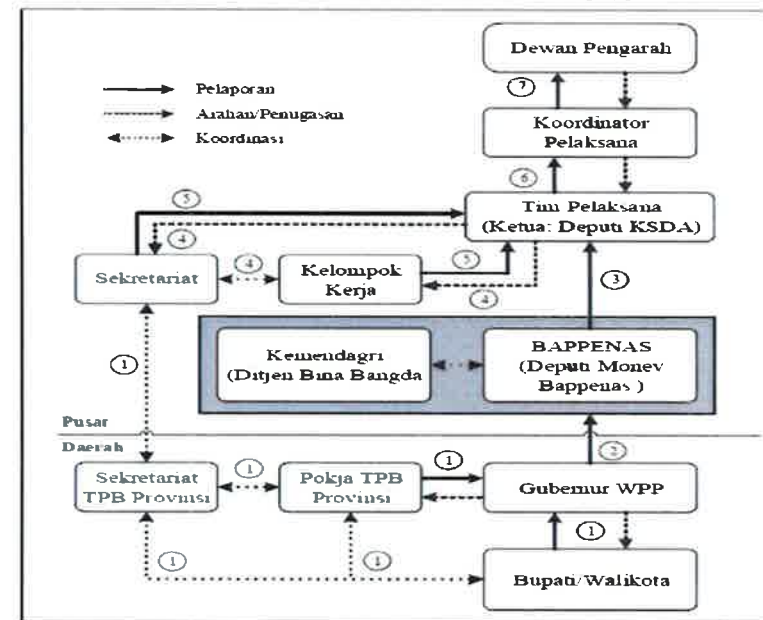 Dewan Pengarah
Pelaporan
Arahan/Penugasan
Koordinasi
7
Koordinator
Pelaksana
6
Tim Pelaksana
(Ketua: Deputi KSDA)
5
4
Sekretariat
4
Kelompok
Kerja
5
4
3
1
Kemendagri
(Ditjen Bina Bangda
BAPPENAS
(Deputi Monev
Bappenas )
Pusat
Daerah
2
Sekretariat
TPB Provinsi
1
Pokja TPB
Provinsi
1
Gubernur WPP
1
1
1
Bupati/Walikota